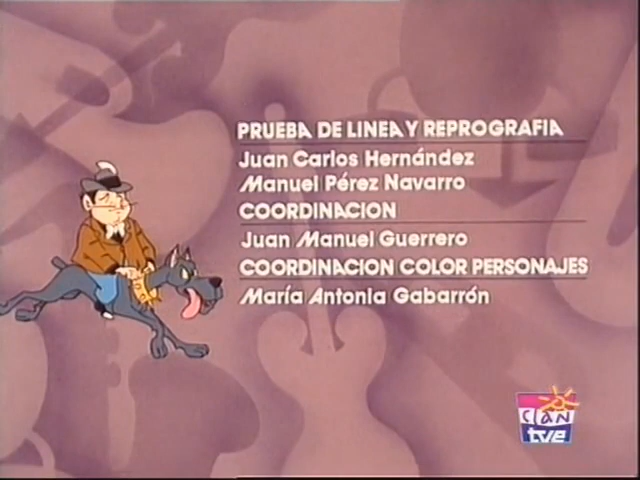 PRUEBA DE LINEA Y REPROGRAFIA
Juan Carlos Hernández
Manuel Pérez Navarro
COORDINACION
Juan Manuel Guerrero
COORDINACION COLOR PERSONAJES
María Antonia Gabarrón
clan
tve